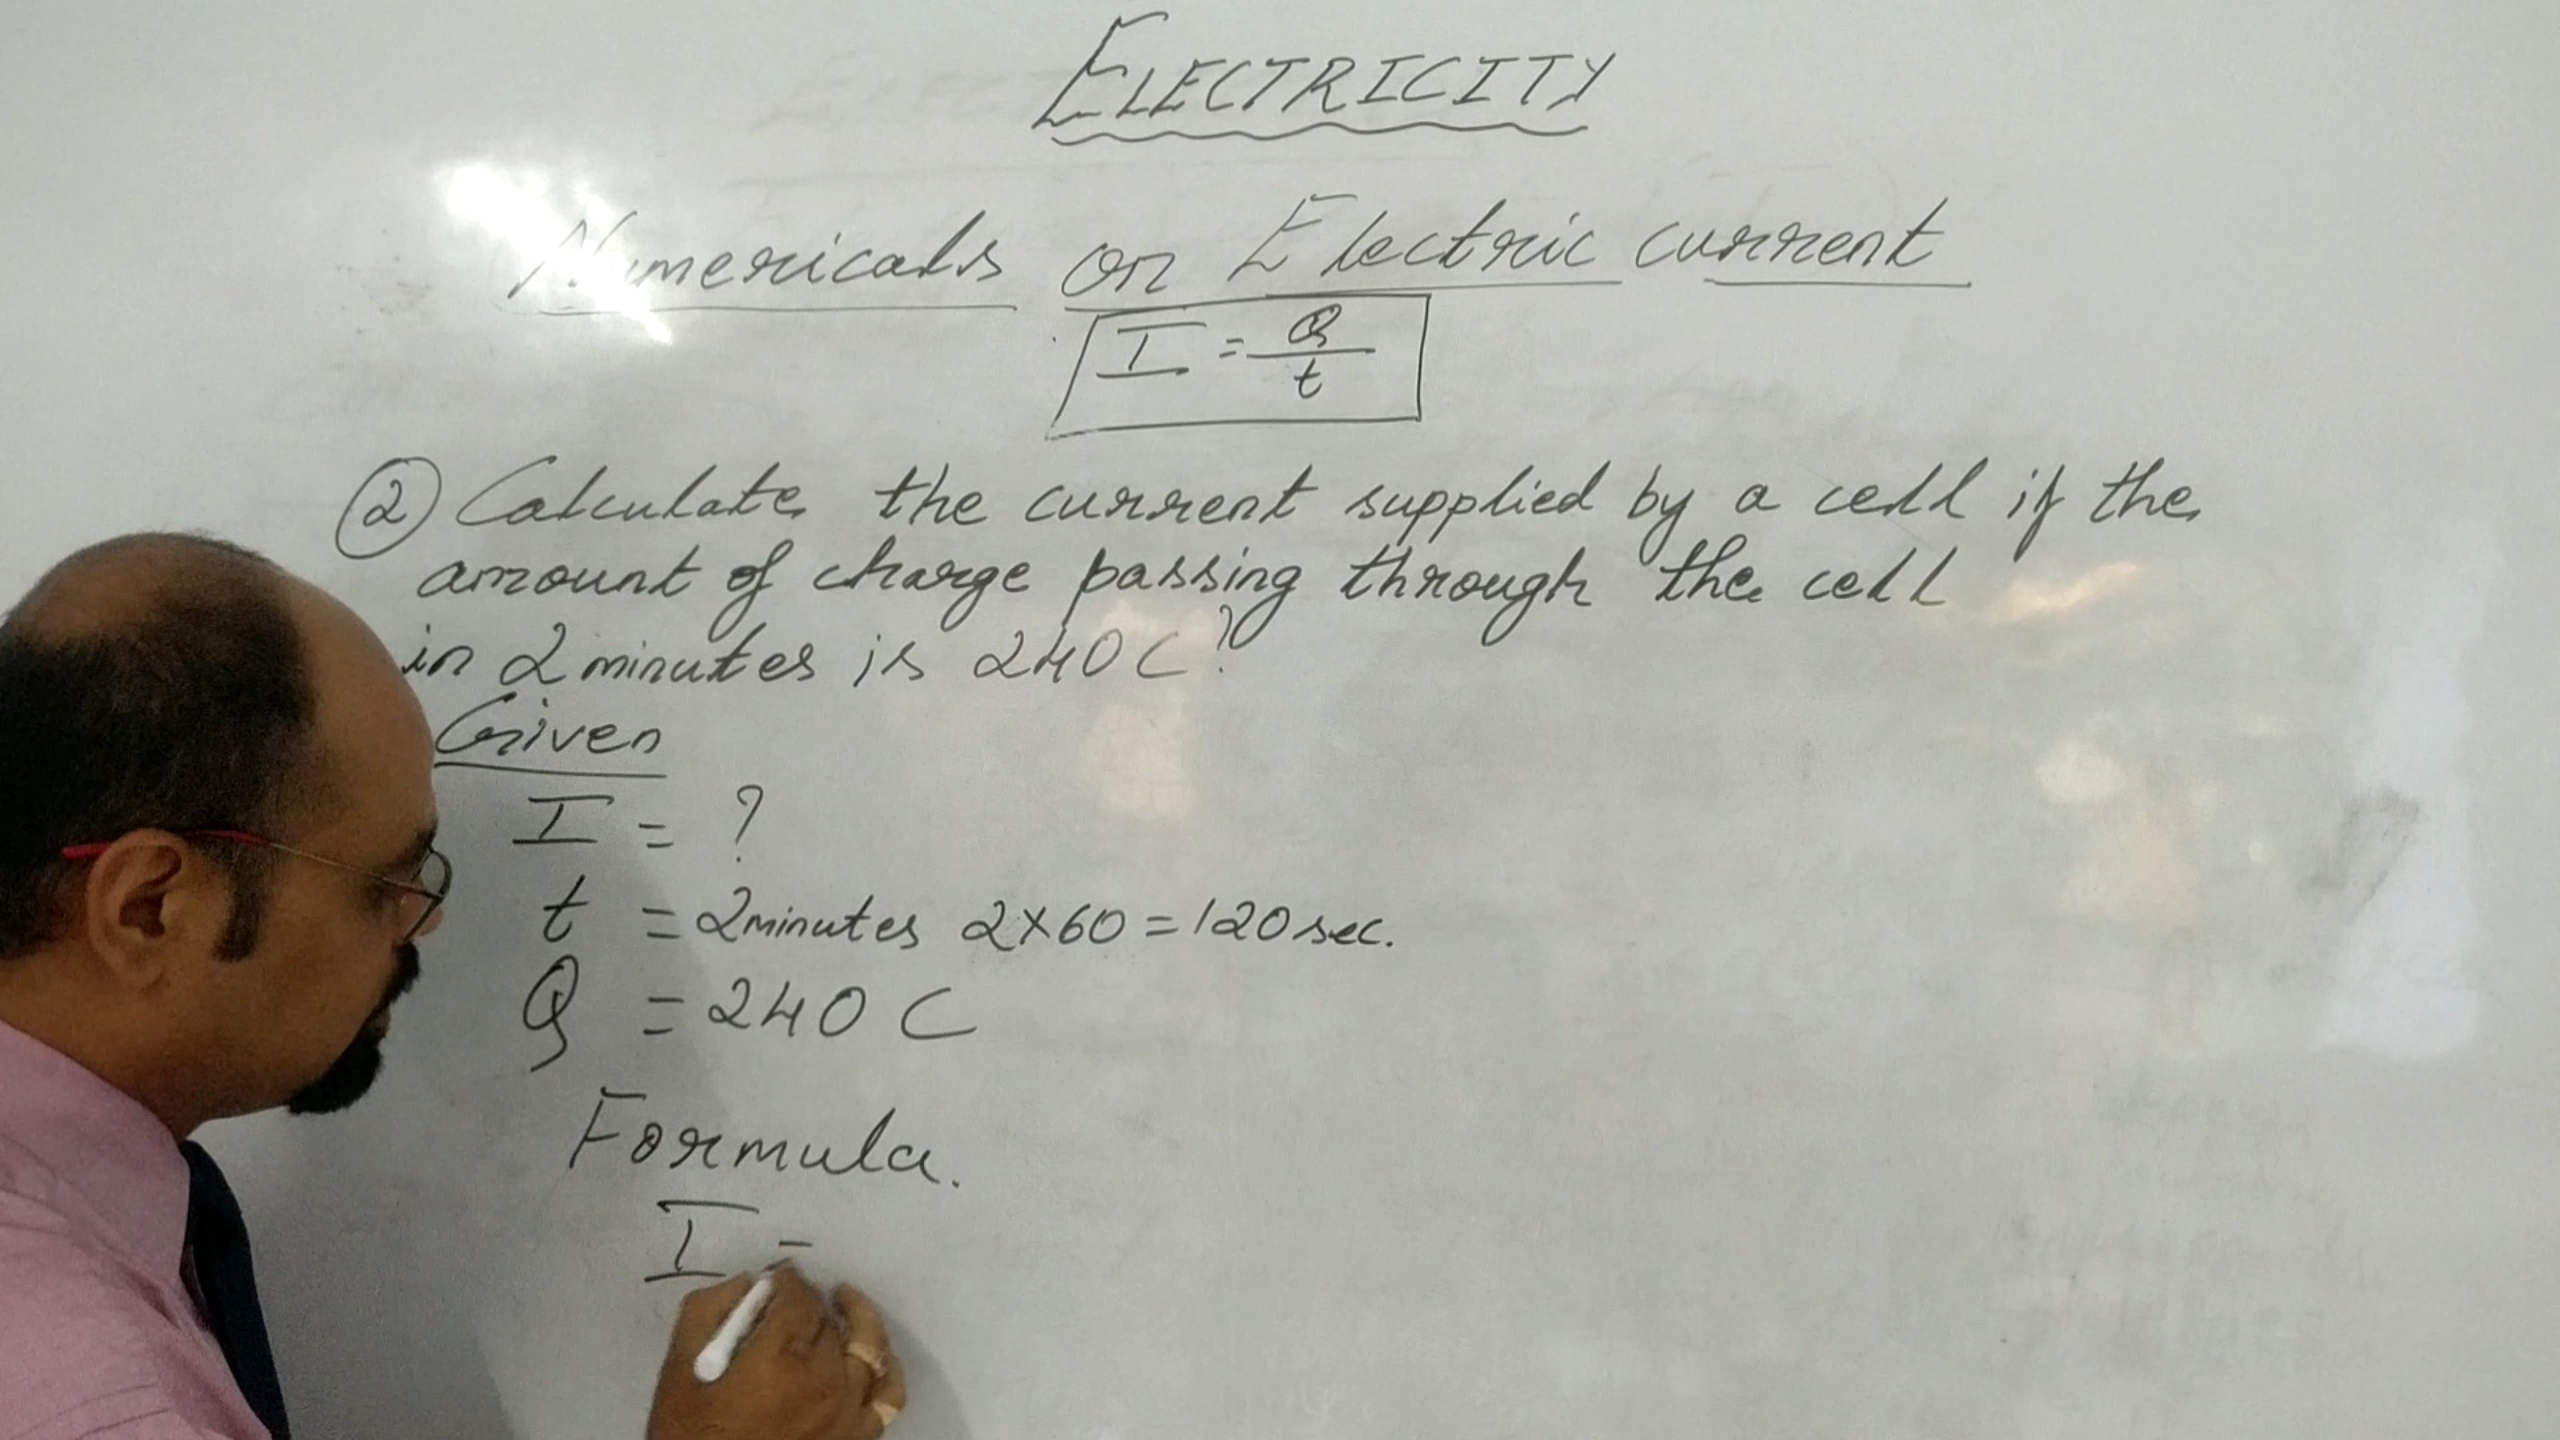 ELECTRICITY
Numericals on Electric current
I = Q/t
② Calculate the current supplied by a cell if the
amount of charge passing through the cell
in 2 minutes is 240 C?
Given
I = ?
t = 2 minutes 2×60 = 120 sec.
Q = 240 C
Formula.
I =